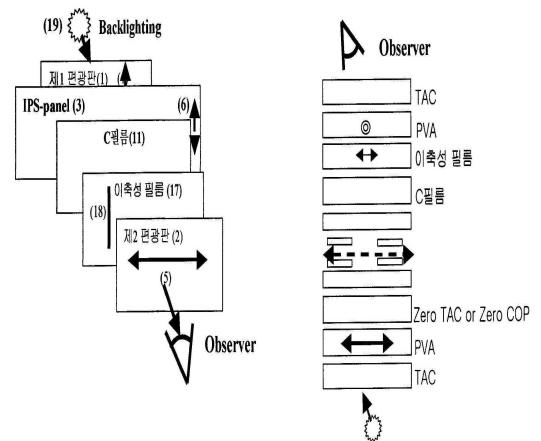 (19)
Backlighting
제1 편광판(1)
IPS-panel (3)
(6)
C필름(11)
이축성 필름 (17)
(18)
제2 편광판 (2)
(5)
Observer
Observer
TAC
PVA
이축성 필름
C필름
Zero TAC or Zero COP
PVA
TAC